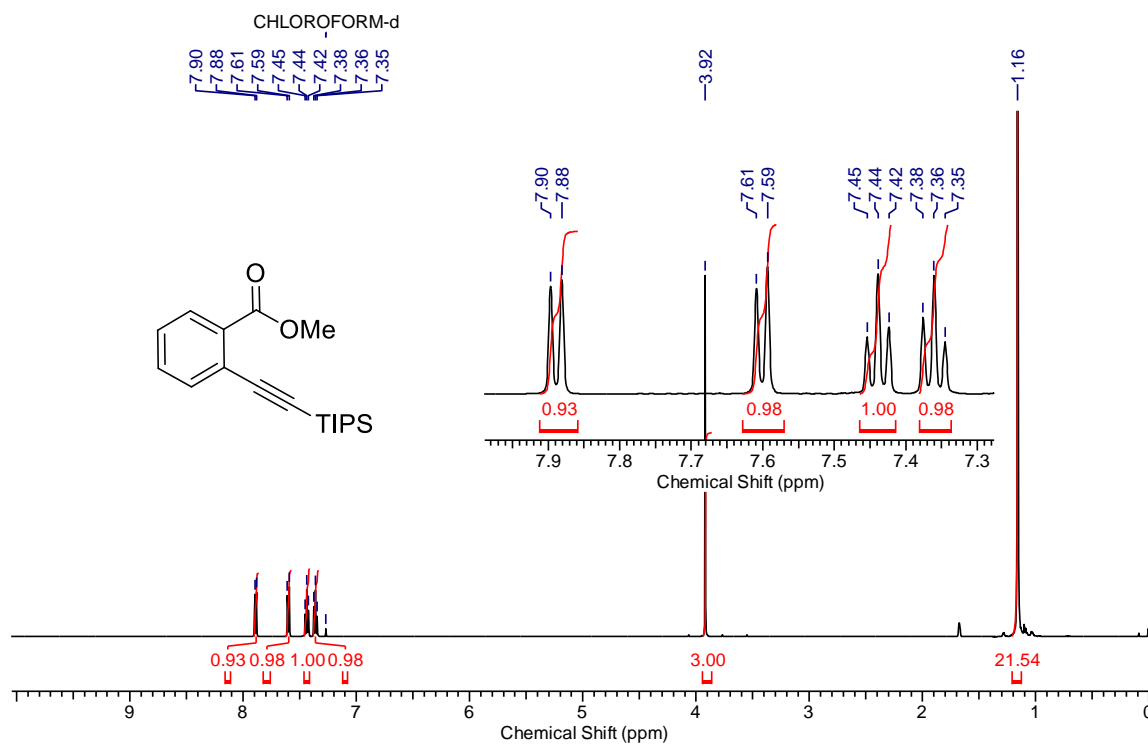 CHLOROFORM-d
7.90
7.88
7.61
7.59
7.45
7.44
7.42
7.38
7.36
7.35
3.92
1.16
7.90
7.88
7.61
7.59
7.45
7.44
7.42
7.38
7.36
7.35
O
OMe
TIPS
0.93 0.98 1.00 0.98
7.9 7.8 7.7 7.6 7.5 7.4 7.3
Chemical Shift (ppm)
0.93 0.98 1.00 0.98 3.00 21.54
9 8 7 6 5 4 3 2 1 0
Chemical Shift (ppm)